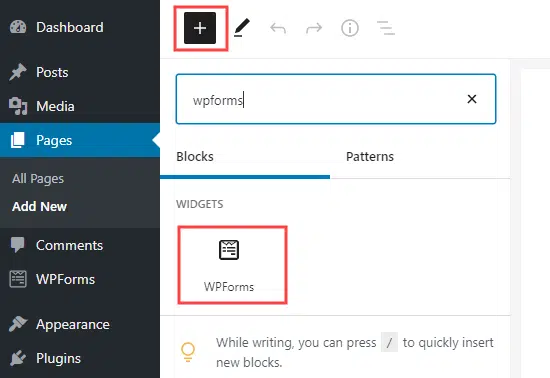 Dashboard
Posts
Media
Pages
All Pages
Add New
Comments
WPForms
Appearance
Plugins
wpforms
Blocks Patterns
WIDGETS
WPForms
While writing, you can press / to quickly insert
new blocks.